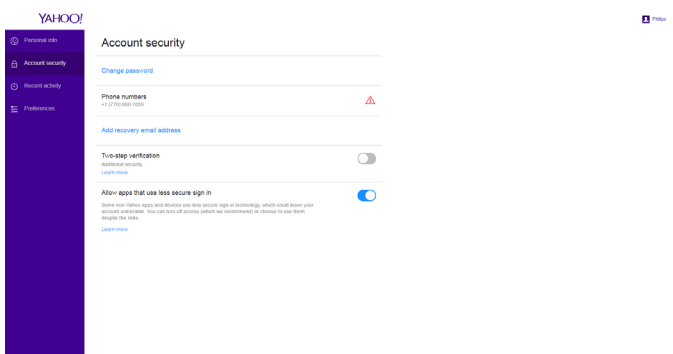 YAHOO!
Philips
Personal info
Account security
Recent activity
Preferences
Account security
Change password
Phone numbers
Add recovery email address
Two-step verification
Additional security
Learn more
Allow apps that use less secure sign in
Some non-Yahoo apps and devices use less secure sign-in technology, which could leave your
account vulnerable. You can turn off access (which we recommend) or choose to use them
despite the risks.
Learn more